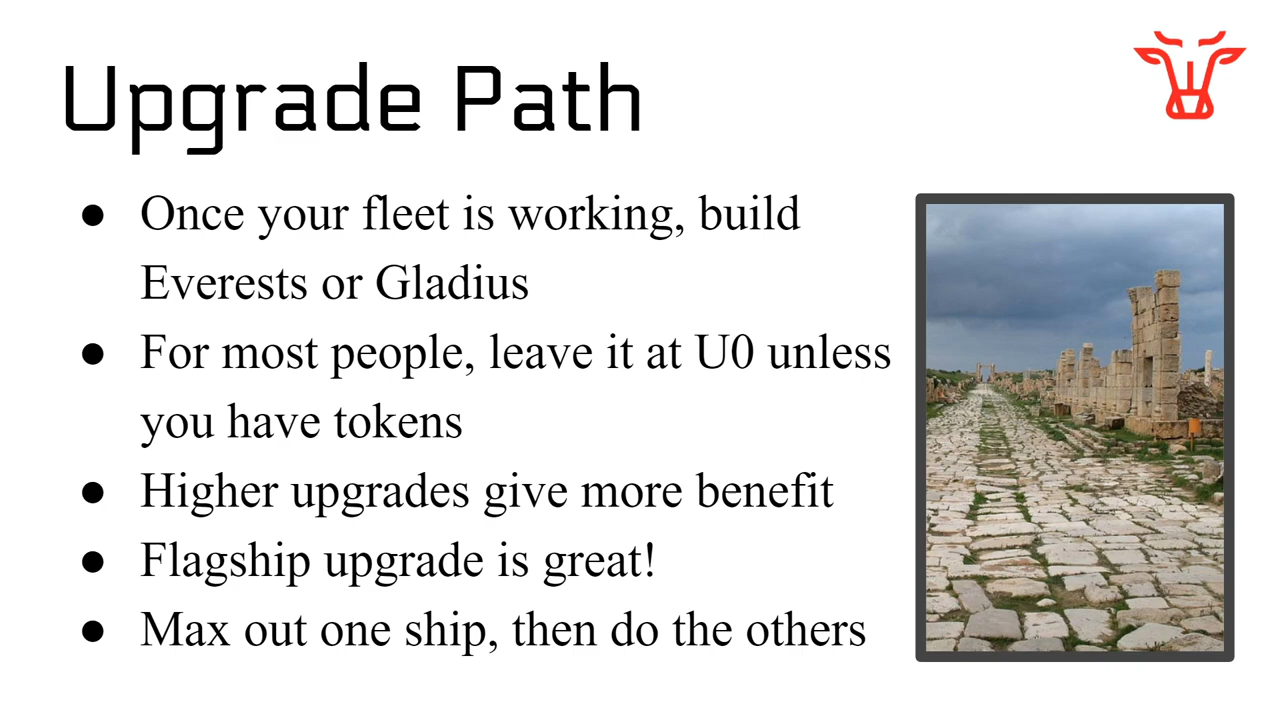 Upgrade Path
● Once your fleet is working, build
Everests or Gladius
● For most people, leave it at U0 unless
you have tokens
● Higher upgrades give more benefit
● Flagship upgrade is great!
● Max out one ship, then do the others